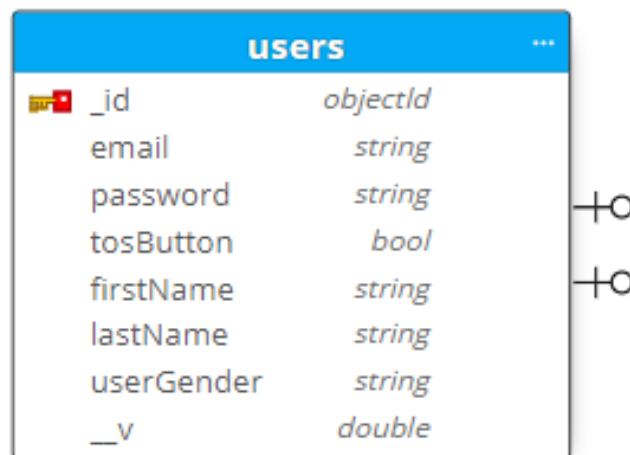 users ...
_id objectId
email string
password string
tosButton bool
firstName string
lastName string
userGender string
__v double